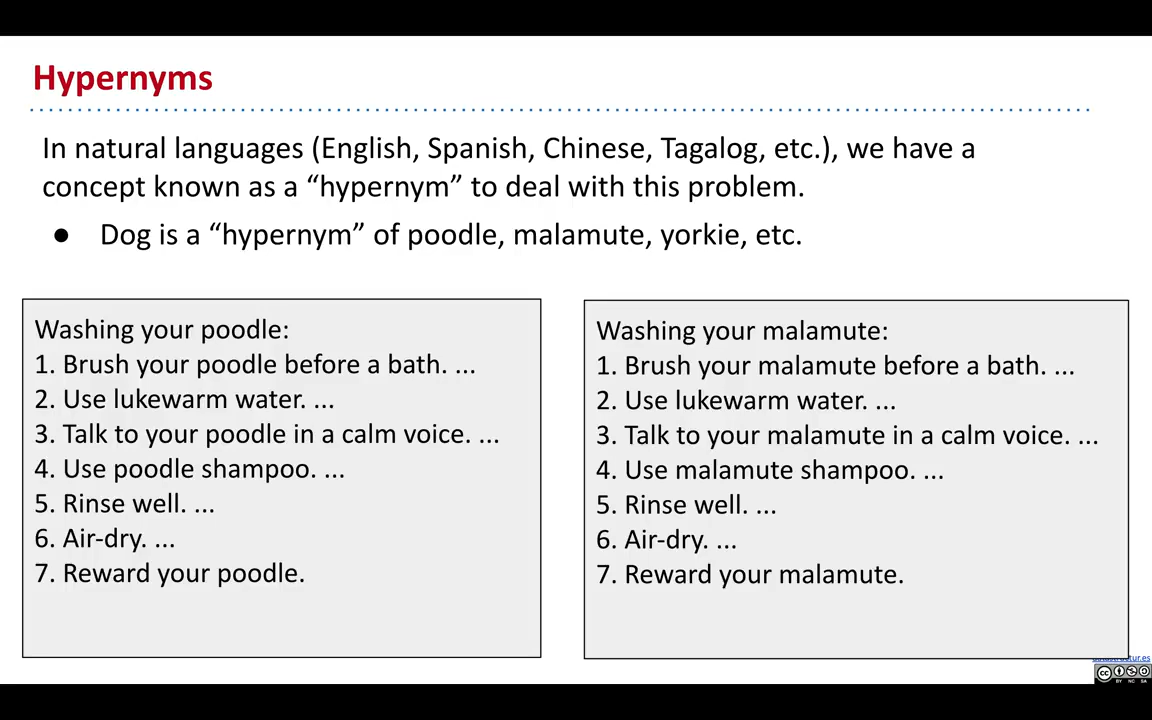 Hypernyms
In natural languages (English, Spanish, Chinese, Tagalog, etc.), we have a
concept known as a “hypernym” to deal with this problem.
● Dog is a “hypernym” of poodle, malamute, yorkie, etc.
Washing your poodle:
1. Brush your poodle before a bath. ...
2. Use lukewarm water. ...
3. Talk to your poodle in a calm voice. ...
4. Use poodle shampoo. ...
5. Rinse well. ...
6. Air-dry. ...
7. Reward your poodle.
Washing your malamute:
1. Brush your malamute before a bath. ...
2. Use lukewarm water. ...
3. Talk to your malamute in a calm voice. ...
4. Use malamute shampoo. ...
5. Rinse well. ...
6. Air-dry. ...
7. Reward your malamute.
cc BY NC SA